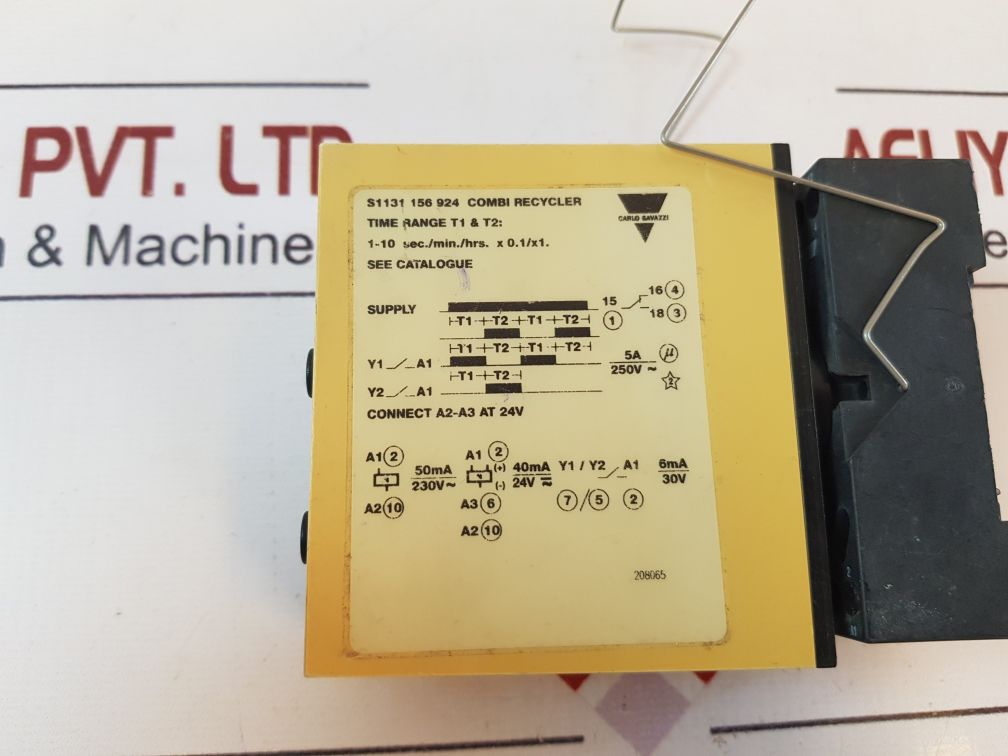 PVT. LTD
& Machine
S1131 156 924 COMBI RECYCLER
TIME RANGE T1 & T2:
1-10 sec./min./hrs. x 0.1/x1.
SEE CATALOGUE
CARLO GAVAZZI
SUPPLY
15
16 4
1
18 3
T1 T2 T1 T2
Y1 A1
T1 T2 T1 T2
5A
250V ~
μ
2
Y2 A1
T1 T2
CONNECT A2-A3 AT 24V
A1 2
50mA
230V ~
A2 10
A1 2
(+)
(-)
40mA
24V
A3 6
A2 10
Y1 / Y2 A1
7 / 5 2
6mA
30V
208065
2
11